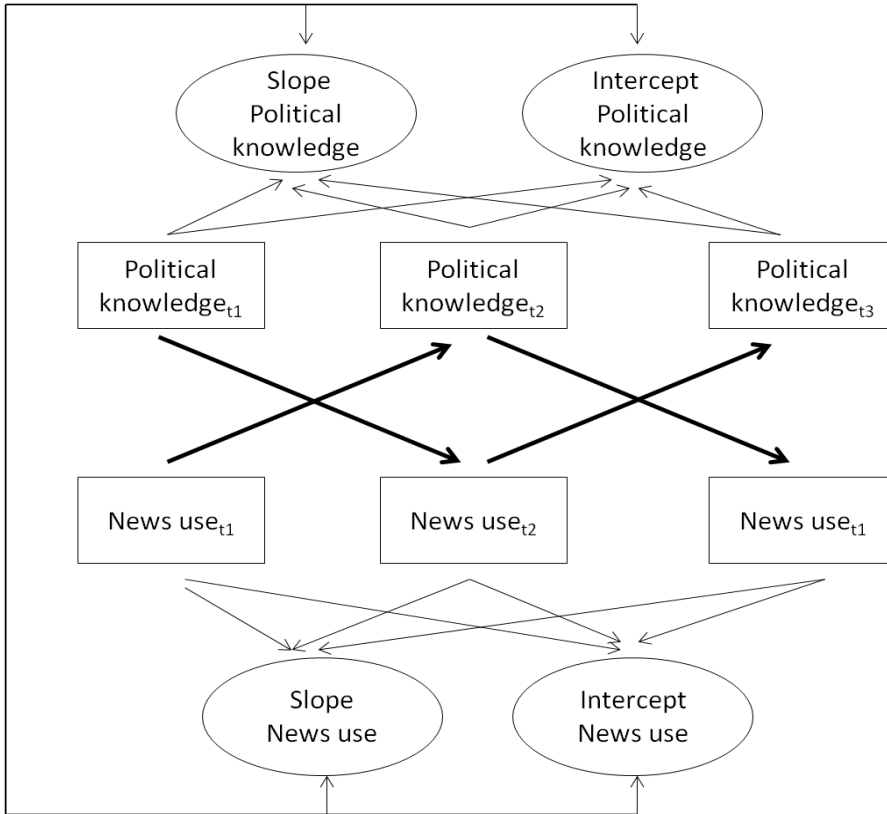 Slope
Political
knowledge
Intercept
Political
knowledge
Political
knowledget1
Political
knowledget2
Political
knowledget3
News uset1
News uset2
News uset1
Slope
News use
Intercept
News use